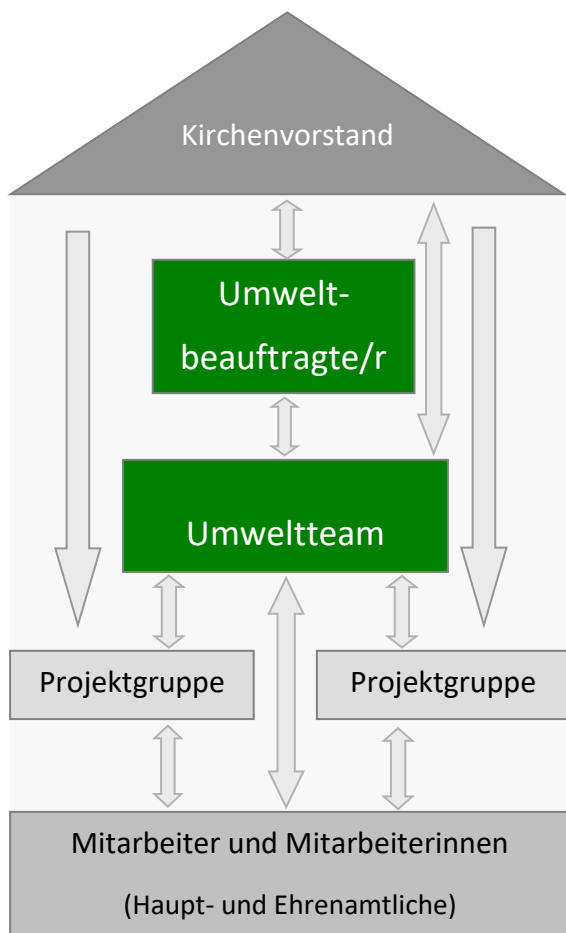 Kirchenvorstand
Umwelt-
beauftragte/r
Umweltteam
Projektgruppe
Projektgruppe
Mitarbeiter und Mitarbeiterinnen
(Haupt- und Ehrenamtliche)